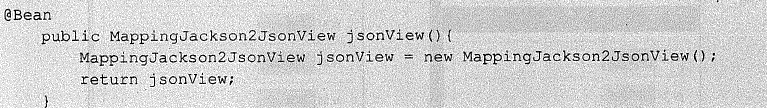 @Bean
    public MappingJackson2JsonView jsonView(){
        MappingJackson2JsonView jsonView = new MappingJackson2JsonView();
        return jsonView;
    }